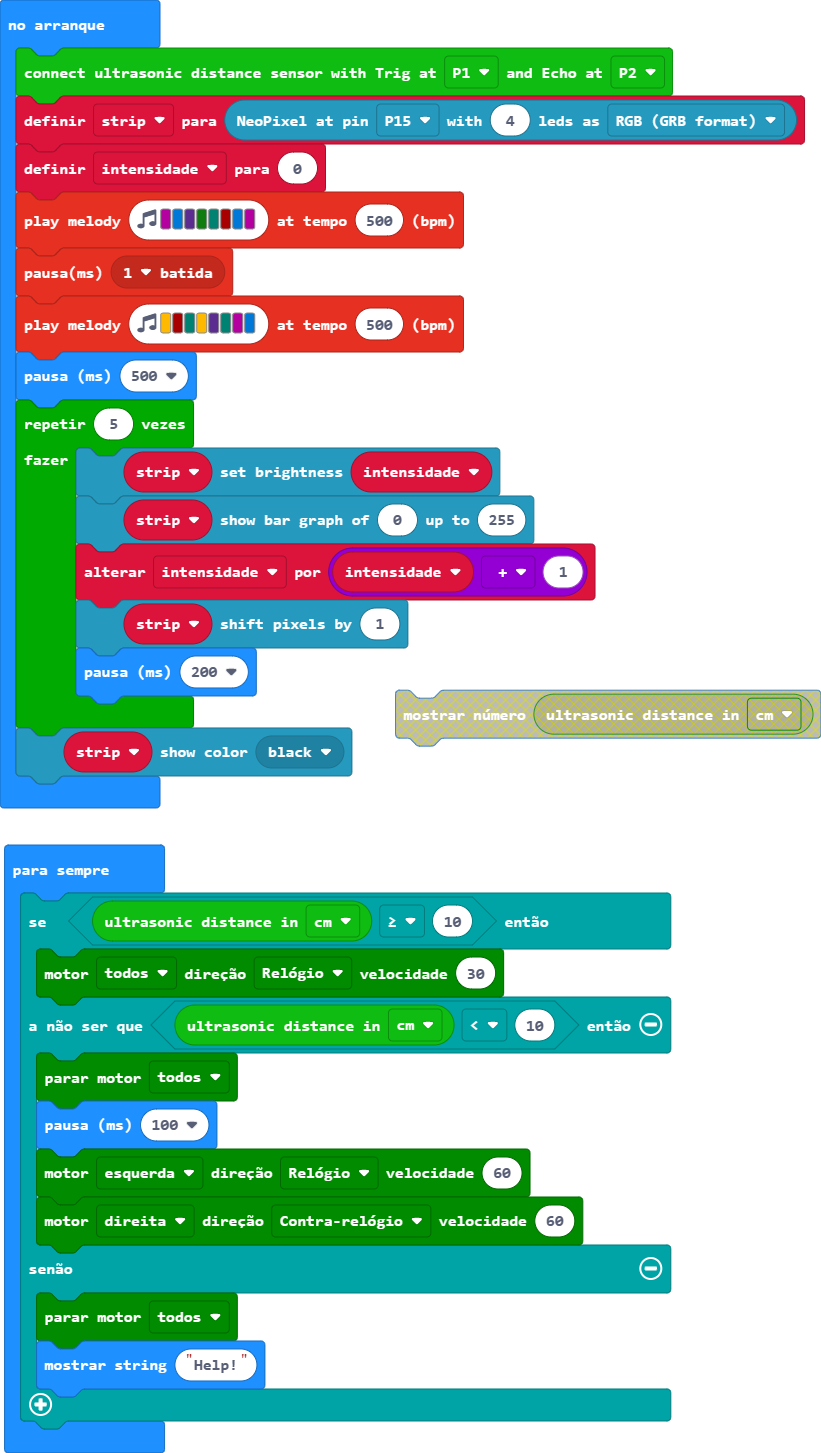 no arranque
connect ultrasonic distance sensor with Trig at P1 and Echo at P2
definir strip para NeoPixel at pin P15 with 4 leds as RGB (GRB format)
definir intensidade para 0
play melody at tempo 500 (bpm)
pausa(ms) 1 batida
play melody at tempo 500 (bpm)
pausa (ms) 500
repetir 5 vezes
fazer
strip set brightness intensidade
strip show bar graph of 0 up to 255
alterar intensidade por intensidade + 1
strip shift pixels by 1
pausa (ms) 200
mostrar número ultrasonic distance in cm
strip show color black
para sempre
se ultrasonic distance in cm ≥ 10 então
motor todos direção Relógio velocidade 30
a não ser que ultrasonic distance in cm < 10 então
parar motor todos
pausa (ms) 100
motor esquerda direção Relógio velocidade 60
motor direita direção Contra-relógio velocidade 60
senão
parar motor todos
mostrar string "Help!"